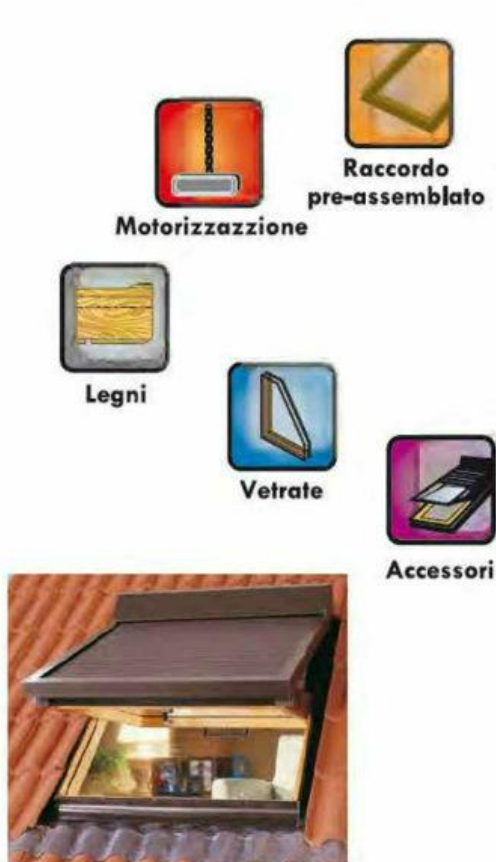 Raccordo
pre-assemblato
Motorizzazzione
Legni
Vetrate
Accessori